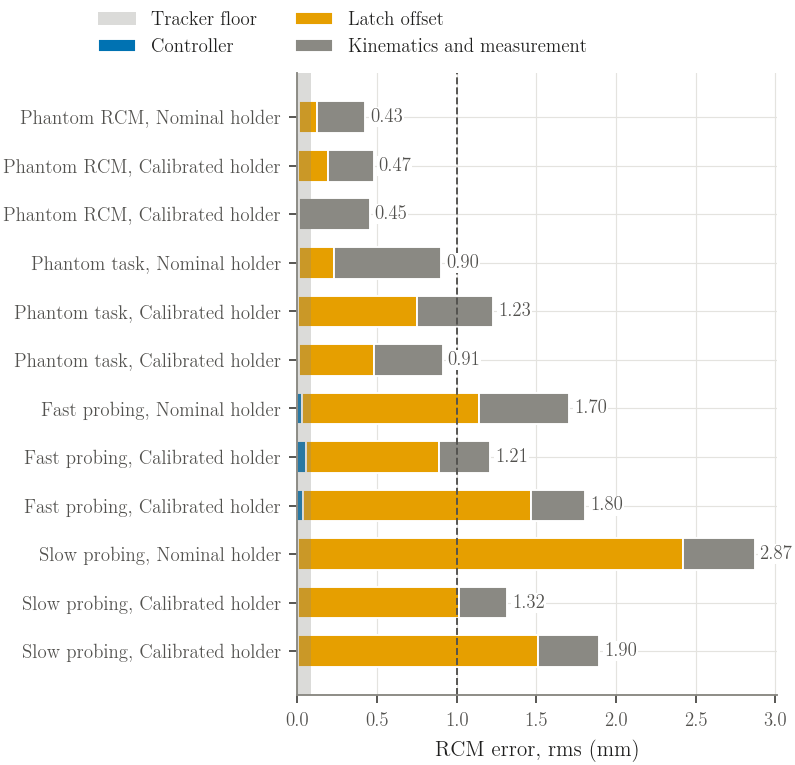 Tracker floor
Controller
Latch offset
Kinematics and measurement
Phantom RCM, Nominal holder 0.43
Phantom RCM, Calibrated holder 0.47
Phantom RCM, Calibrated holder 0.45
Phantom task, Nominal holder 0.90
Phantom task, Calibrated holder 1.23
Phantom task, Calibrated holder 0.91
Fast probing, Nominal holder 1.70
Fast probing, Calibrated holder 1.21
Fast probing, Calibrated holder 1.80
Slow probing, Nominal holder 2.87
Slow probing, Calibrated holder 1.32
Slow probing, Calibrated holder 1.90
0.0 0.5 1.0 1.5 2.0 2.5 3.0
RCM error, rms (mm)